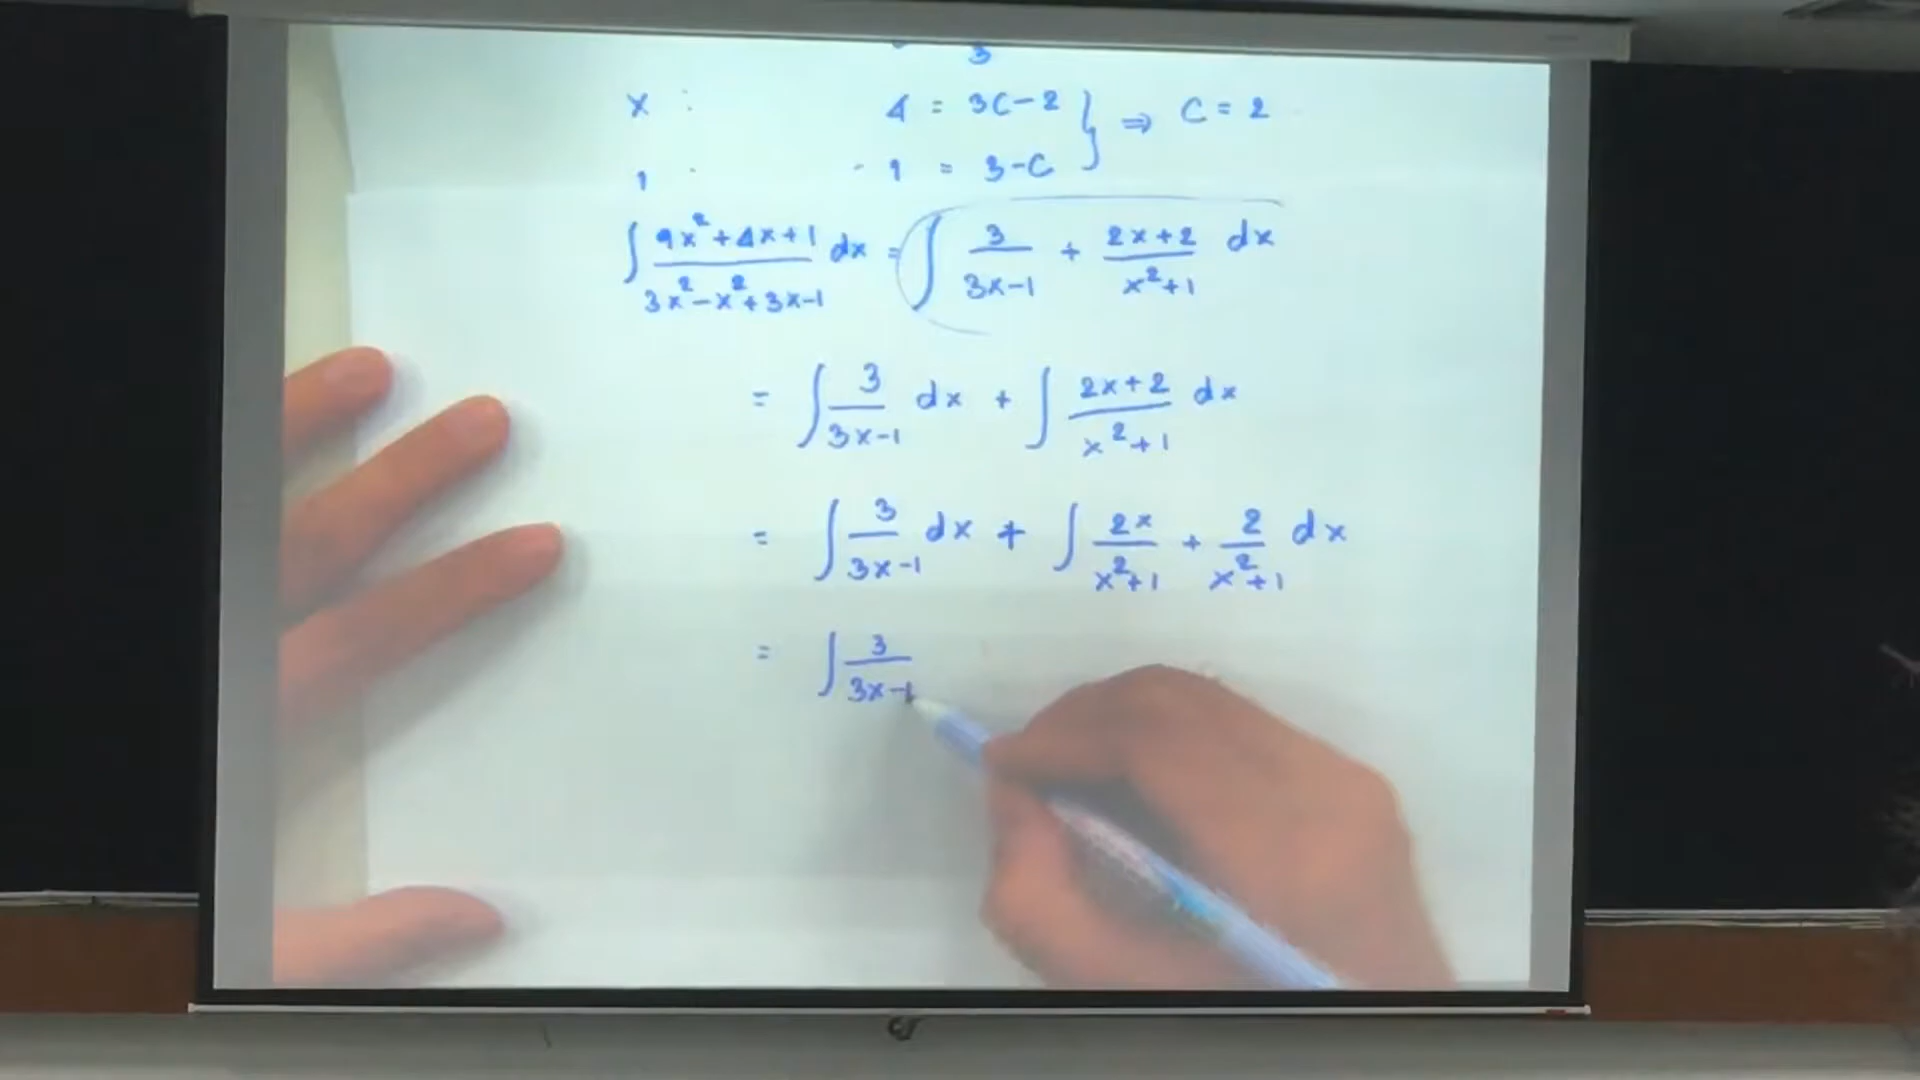 3
x : 4 = 3C-2 } ⇒ C = 2
1 : 1 = 3-C
∫ 9x²+4x+1 / 3x²-x²+3x-1 dx = ∫ 3/3x-1 + 2x+2/x²+1 dx
= ∫ 3/3x-1 dx + ∫ 2x+2/x²+1 dx
= ∫ 3/3x-1 dx + ∫ 2x/x²+1 + 2/x²+1 dx
= ∫ 3/3x-1